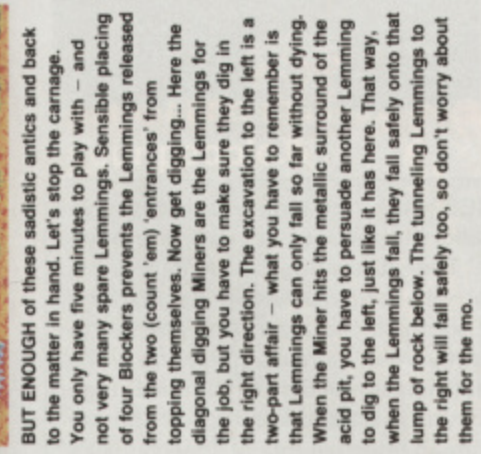 BUT ENOUGH of these sadistic antics and back
to the matter in hand. Let's stop the carnage.
You only have five minutes to play with – and
not very many spare Lemmings. Sensible placing
of four Blockers prevents the Lemmings released
from the two (count 'em) 'entrances' from
topping themselves. Now get digging... Here the
diagonal digging Miners are the Lemmings for
the job, but you have to make sure they dig in
the right direction. The excavation to the left is a
two-part affair – what you have to remember is
that Lemmings can only fall so far without dying.
When the Miner hits the metallic surround of the
acid pit, you have to persuade another Lemming
to dig to the left, just like it has here. That way,
when the Lemmings fall, they fall safely onto that
lump of rock below. The tunneling Lemmings to
the right will fall safely too, so don't worry about
them for the mo.